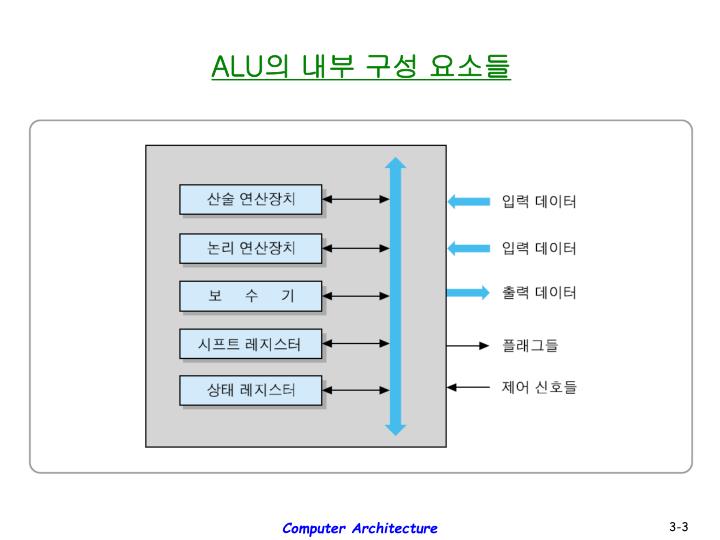 ALU의 내부 구성 요소들
산술 연산장치
논리 연산장치
보 수 기
시프트 레지스터
상태 레지스터
입력 데이터
입력 데이터
출력 데이터
플래그들
제어 신호들
Computer Architecture
3-3